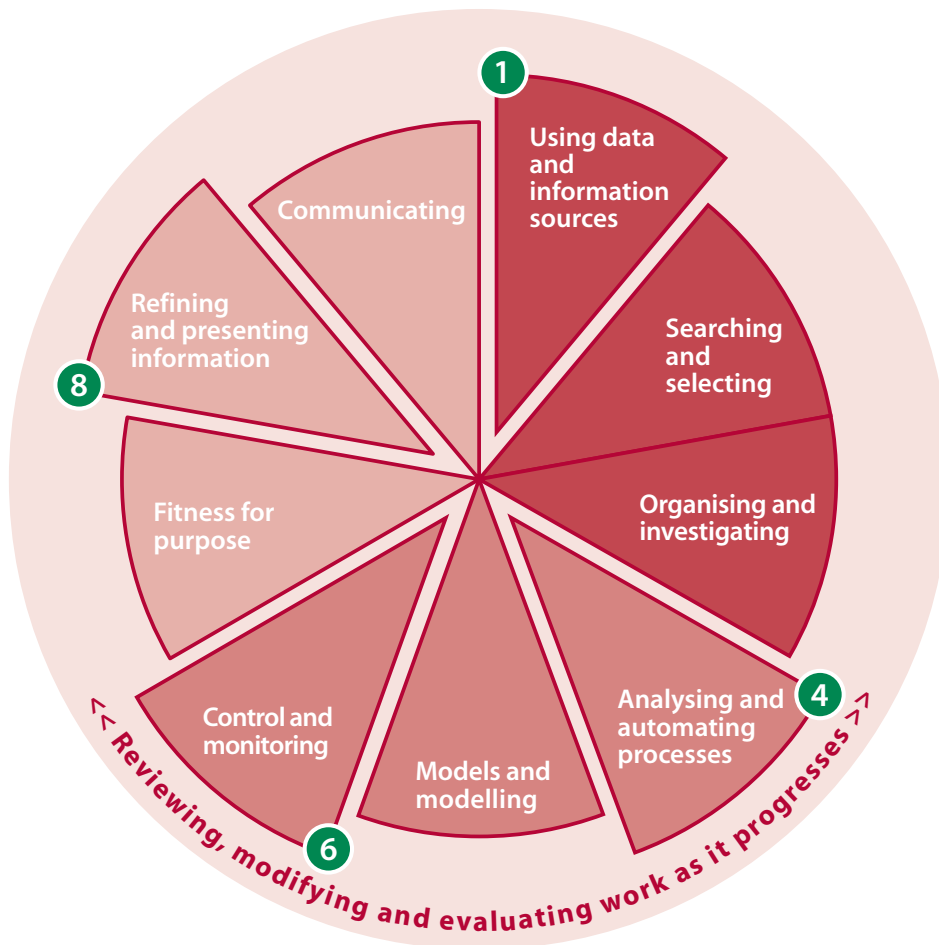 1
Using data
and
information
sources
Searching
and
selecting
Organising and
investigating
4
Analysing and
automating
processes
Models and
modelling
6
Control and
monitoring
Fitness for
purpose
8
Refining
and presenting
information
Communicating
<< Reviewing, modifying and evaluating work as it progresses >>